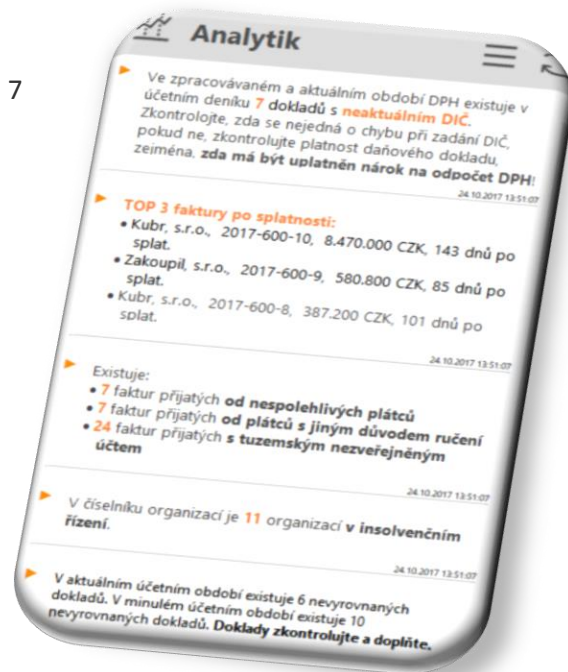 7
Analytik
Ve zpracovávaném a aktuálním období DPH existuje v
účetním deníku 7 dokladů s neaktuálním DIČ.
Zkontrolojte, zda se nejedná o chybu při zadání DIČ,
pokud ne, zkontrolujte platnost daňového dokladu,
zejména, zda má být uplatněn nárok na odpočet DPH!
24.10.2017 13:51:07
TOP 3 faktury po splatnosti:
• Kubr, s.r.o., 2017-600-10, 8.470.000 CZK, 143 dnů po
splat.
• Zakoupil, s.r.o., 2017-600-9, 580.800 CZK, 85 dnů po
splat.
• Kubr, s.r.o., 2017-600-8, 387.200 CZK, 101 dnů po
splat.
24.10.2017 13:51:07
Existuje:
• 7 faktur přijatých od nespolehlivých plátců
• 7 faktur přijatých od plátců s jiným důvodem ručení
• 24 faktur přijatých s tuzemským nezveřejněným
účtem
24.10.2017 13:51:07
V číselníku organizací je 11 organizací v insolvenčním
řízení.
24.10.2017 13:51:07
V aktuálním účetním období existuje 6 nevyrovnaných
dokladů. V minulém účetním období existuje 10
nevyrovnaných dokladů. Doklady zkontrolujte a doplňte.